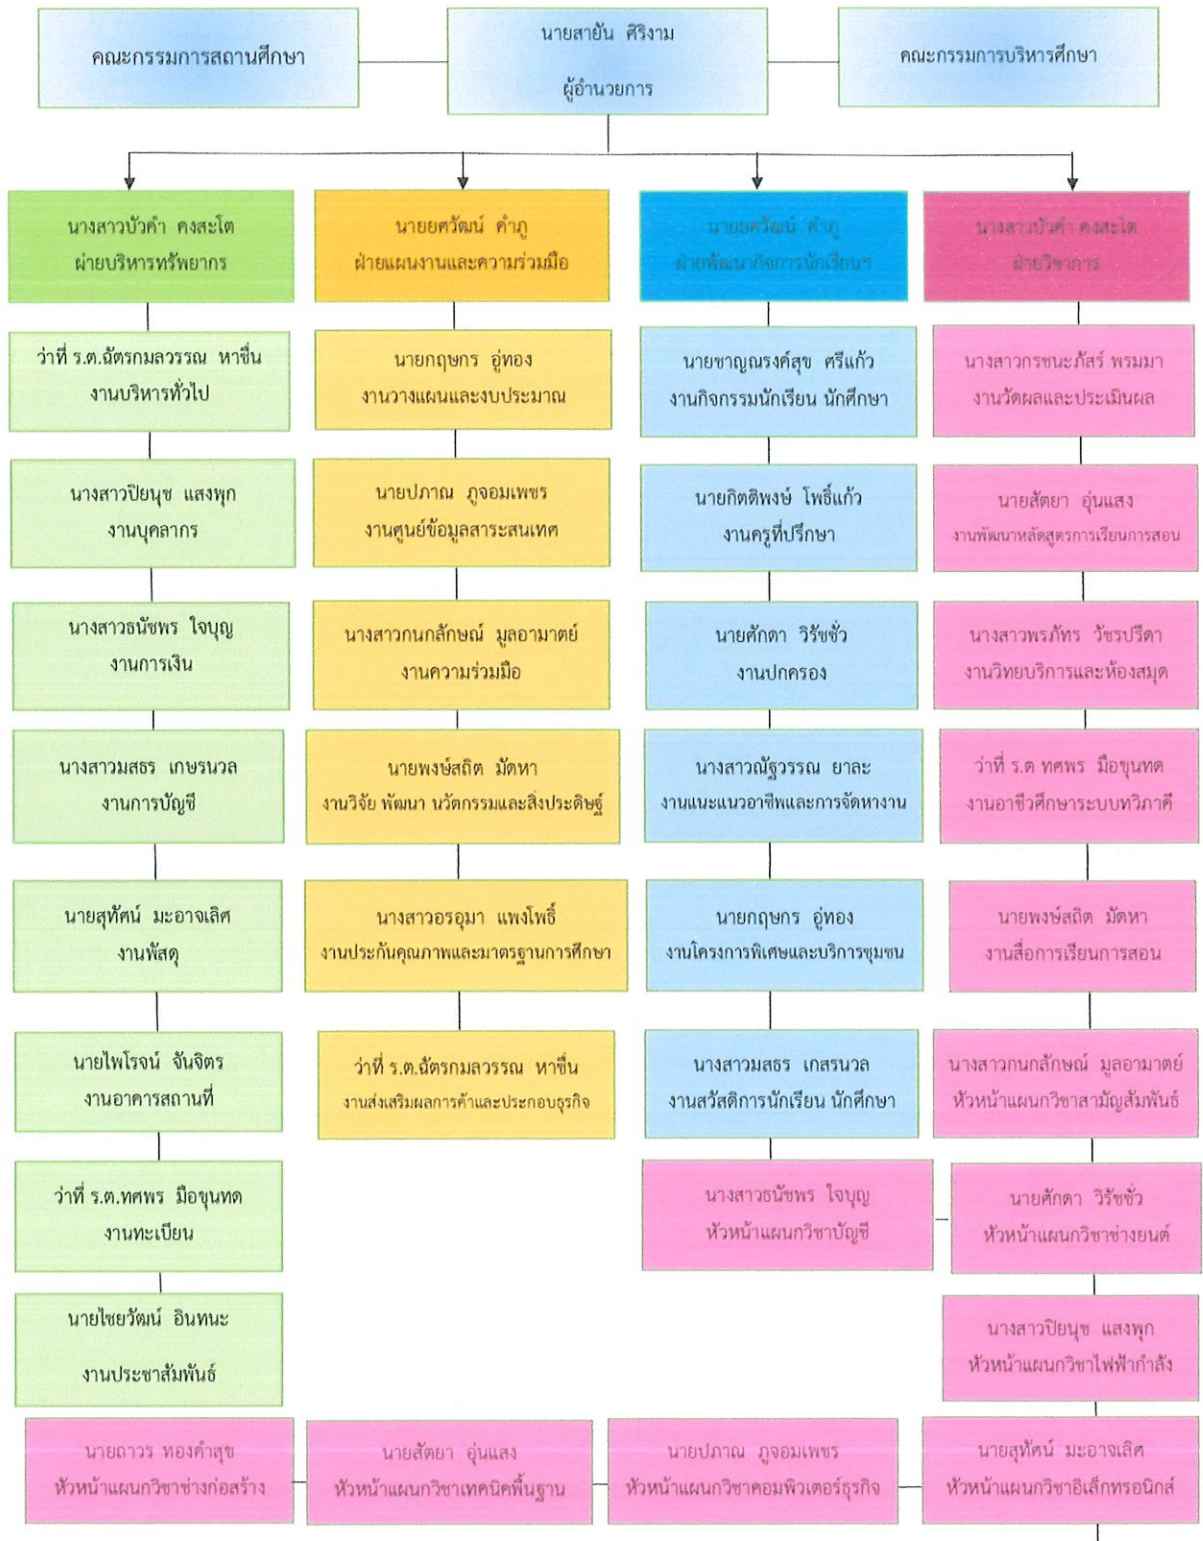 คณะกรรมการสถานศึกษา
นายสายัน ศิริงาม
ผู้อำนวยการ
คณะกรรมการบริหารศึกษา
นางสาวบัวคำ คงสะโต
ฝ่ายบริหารทรัพยากร
นายยศวัฒน์ คำภู
ฝ่ายแผนงานและความร่วมมือ
นายยศวัฒน์ คำภู
ฝ่ายพัฒนากิจการนักเรียนฯ
นางสาวบัวคำ คงสะโต
ฝ่ายวิชาการ
ว่าที่ ร.ต.ฉัตรกมลวรรณ หาชื่น
งานบริหารทั่วไป
นายกฤษกร อู่ทอง
งานวางแผนและงบประมาณ
นายชาญณรงค์สุข ศรีแก้ว
งานกิจกรรมนักเรียน นักศึกษา
นางสาวกรชนะภัสร์ พรมมา
งานวัดผลและประเมินผล
นางสาวปิยนุช แสงพุก
งานบุคลากร
นายปภาณ ภูจอมเพชร
งานศูนย์ข้อมูลสาระสนเทศ
นายกิตติพงษ์ โพธิ์แก้ว
งานครูที่ปรึกษา
นายสัตยา อุ่นแสง
งานพัฒนาหลัดสูตรการเรียนการสอน
นางสาวธนัชพร ใจบุญ
งานการเงิน
นางสาวกนกลักษณ์ มูลอามาตย์
งานความร่วมมือ
นายศักดา วิรัชชั่ว
งานปกครอง
นางสาวพรภัทร วัชรปรีดา
งานวิทยบริการและห้องสมุด
นางสาวมสธร เกษรนวล
งานการบัญชี
นายพงษ์สถิต มัดหา
งานวิจัย พัฒนา นวัตกรรมและสิ่งประดิษฐ์
นางสาวณัฐวรรณ ยาละ
งานแนะแนวอาชีพและการจัดหางาน
ว่าที่ ร.ต ทศพร มือขุนทด
งานอาชีวศึกษาระบบทวิภาคี
นายสุทัศน์ มะอาจเลิศ
งานพัสดุ
นางสาวอรอุมา แพงโพธิ์
งานประกันคุณภาพและมาตรฐานการศึกษา
นายกฤษกร อู่ทอง
งานโครงการพิเศษและบริการชุมชน
นายพงษ์สถิต มัดหา
งานสื่อการเรียนการสอน
นายไพโรจน์ จันจิตร
งานอาคารสถานที่
ว่าที่ ร.ต.ฉัตรกมลวรรณ หาชื่น
งานส่งเสริมผลการค้าและประกอบธุรกิจ
นางสาวมสธร เกสรนวล
งานสวัสดิการนักเรียน นักศึกษา
นางสาวกนกลักษณ์ มูลอามาตย์
หัวหน้าแผนกวิชาสามัญสัมพันธ์
ว่าที่ ร.ต.ทศพร มือขุนทด
งานทะเบียน
นางสาวธนัชพร ใจบุญ
หัวหน้าแผนกวิชาบัญชี
นายศักดา วิรัชชั่ว
หัวหน้าแผนกวิชาช่างยนต์
นายไชยวัฒน์ อินทนะ
งานประชาสัมพันธ์
นางสาวปิยนุช แสงพุก
หัวหน้าแผนกวิชาไฟฟ้ากำลัง
นายถาวร ทองคำสุข
หัวหน้าแผนกวิชาช่างก่อสร้าง
นายสัตยา อุ่นแสง
หัวหน้าแผนกวิชาเทคนิคพื้นฐาน
นายปภาณ ภูจอมเพชร
หัวหน้าแผนกวิชาคอมพิวเตอร์ธุรกิจ
นายสุทัศน์ มะอาจเลิศ
หัวหน้าแผนกวิชาอิเล็กทรอนิกส์